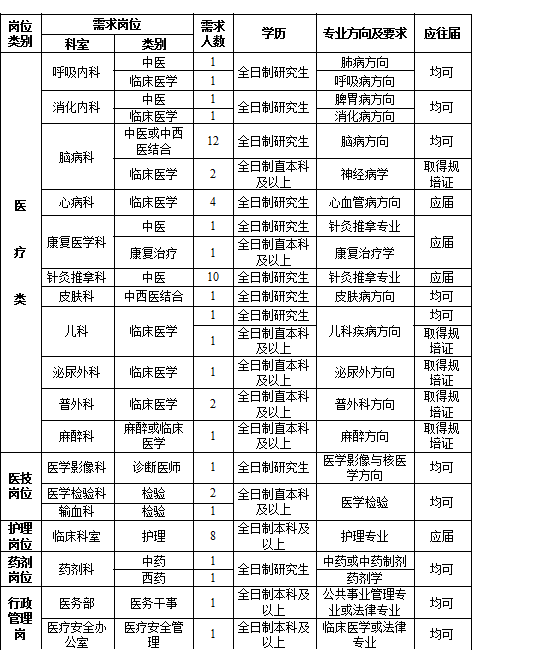 岗位类别 需求岗位 需求人数 学历 专业方向及要求 应往届
科室 类别
医疗类 呼吸内科 中医 1 全日制研究生 肺病方向 均可
临床医学 1 呼吸病方向
消化内科 中医 1 全日制研究生 脾胃病方向 均可
临床医学 1 消化病方向
脑病科 中医或中西医结合 12 全日制研究生 脑病方向 均可
临床医学 2 全日制直本科及以上 神经病学 取得规培证
心病科 临床医学 4 全日制研究生 心血管病方向 应届
康复医学科 中医 1 全日制研究生 针灸推拿专业 应届
康复治疗 1 全日制直本科及以上 康复治疗学
针灸推拿科 中医 10 全日制研究生 针灸推拿专业 应届
皮肤科 中西医结合 1 全日制研究生 皮肤病方向 均可
儿科 临床医学 1 全日制研究生 儿科疾病方向 均可
1 全日制直本科及以上 取得规培证
泌尿外科 临床医学 1 全日制直本科及以上 泌尿方向 取得规培证
普外科 临床医学 2 全日制直本科及以上 普外科方向 取得规培证
麻醉科 麻醉或临床医学 1 全日制直本科及以上 麻醉方向 取得规培证
医技岗位 医学影像科 诊断医师 1 全日制研究生 医学影像与核医学方向 均可
医学检验科 检验 2 全日制直本科及以上 医学检验 均可
输血科 检验 1
护理岗位 临床科室 护理 8 全日制本科及以上 护理专业 应届
药剂岗位 药剂科 中药 1 全日制研究生 中药或中药制剂 均可
西药 1 药剂学
行政管理岗 医务部 医务干事 1 全日制本科及以上 公共事业管理专业或法律专业 均可
医疗安全办公室 医疗安全管理 1 全日制本科及以上 临床医学或法律专业 均可